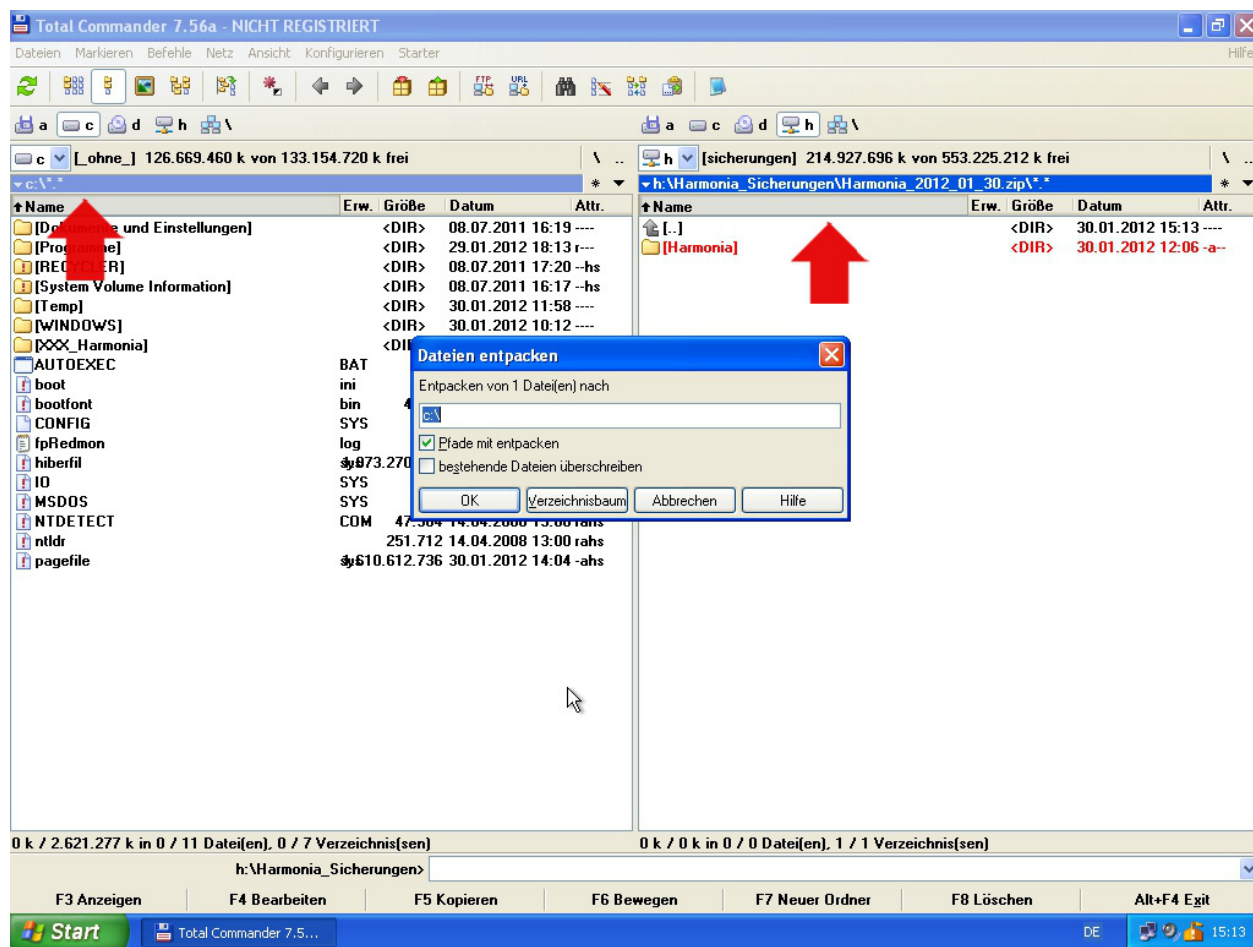 Total Commander 7.56a - NICHT REGISTRIERT
Dateien Markieren Befehle Netz Ansicht Konfigurieren Starter Hilfe
FTP URL
a c d h \ a c d h \
c [_ohne_] 126.669.460 k von 133.154.720 k frei \ .. h [sicherungen] 214.927.696 k von 553.225.212 k frei \ ..
c:\*.* * h:\Harmonia_Sicherungen\Harmonia_2012_01_30.zip\*.* *
Name Erw. Größe Datum Attr. Name Erw. Größe Datum Attr.
[Dokumente und Einstellungen] <DIR> 08.07.2011 16:19 ---- [..] <DIR> 30.01.2012 15:13 ----
[Programme] <DIR> 29.01.2012 18:13 r--- [Harmonia] <DIR> 30.01.2012 12:06 -a--
[RECYCLER] <DIR> 08.07.2011 17:20 --hs
[System Volume Information] <DIR> 08.07.2011 16:17 --hs
[Temp] <DIR> 30.01.2012 11:58 ----
[WINDOWS] <DIR> 30.01.2012 10:12 ----
[XXX_Harmonia]
AUTOEXEC BAT
boot ini
bootfont bin
CONFIG SYS
fpRedmon log
hiberfil
IO SYS
MSDOS SYS
NTDETECT COM
ntldr 251.712 14.04.2008 13:00 rahs
pagefile 30.01.2012 14:04 -ahs
Dateien entpacken
Entpacken von 1 Datei(en) nach
c:\
Pfade mit entpacken
bestehende Dateien überschreiben
OK Verzeichnisbaum Abbrechen Hilfe
0 k / 2.621.277 k in 0 / 11 Datei(en), 0 / 7 Verzeichnis(sen) 0 k / 0 k in 0 / 0 Datei(en), 1 / 1 Verzeichnis(sen)
h:\Harmonia_Sicherungen>
F3 Anzeigen F4 Bearbeiten F5 Kopieren F6 Bewegen F7 Neuer Ordner F8 Löschen Alt+F4 Exit
Start Total Commander 7.5... DE 15:13